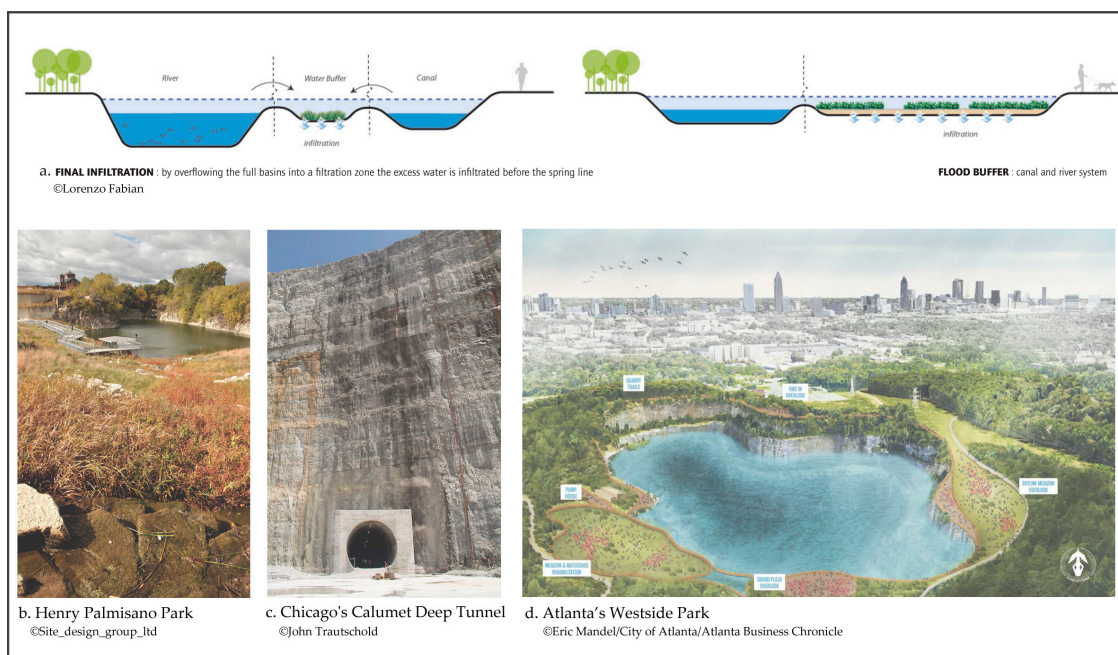 River
Water Buffer
Canal
infiltration
infiltration
a. FINAL INFILTRATION : by overflowing the full basins into a filtration zone the excess water is infiltrated before the spring line
©Lorenzo Fabian
FLOOD BUFFER : canal and river system
QUARRY
TRAILS
PUMP
HOUSE
SKYLINE MEADOW
OVERLOOK
MEADOW & WATERSHED
REHABILITATION
GRAND PLAZA
OVERLOOK
b. Henry Palmisano Park
©Site_design_group_ltd
c. Chicago's Calumet Deep Tunnel
©John Trautschold
d. Atlanta’s Westside Park
©Eric Mandel/City of Atlanta/Atlanta Business Chronicle